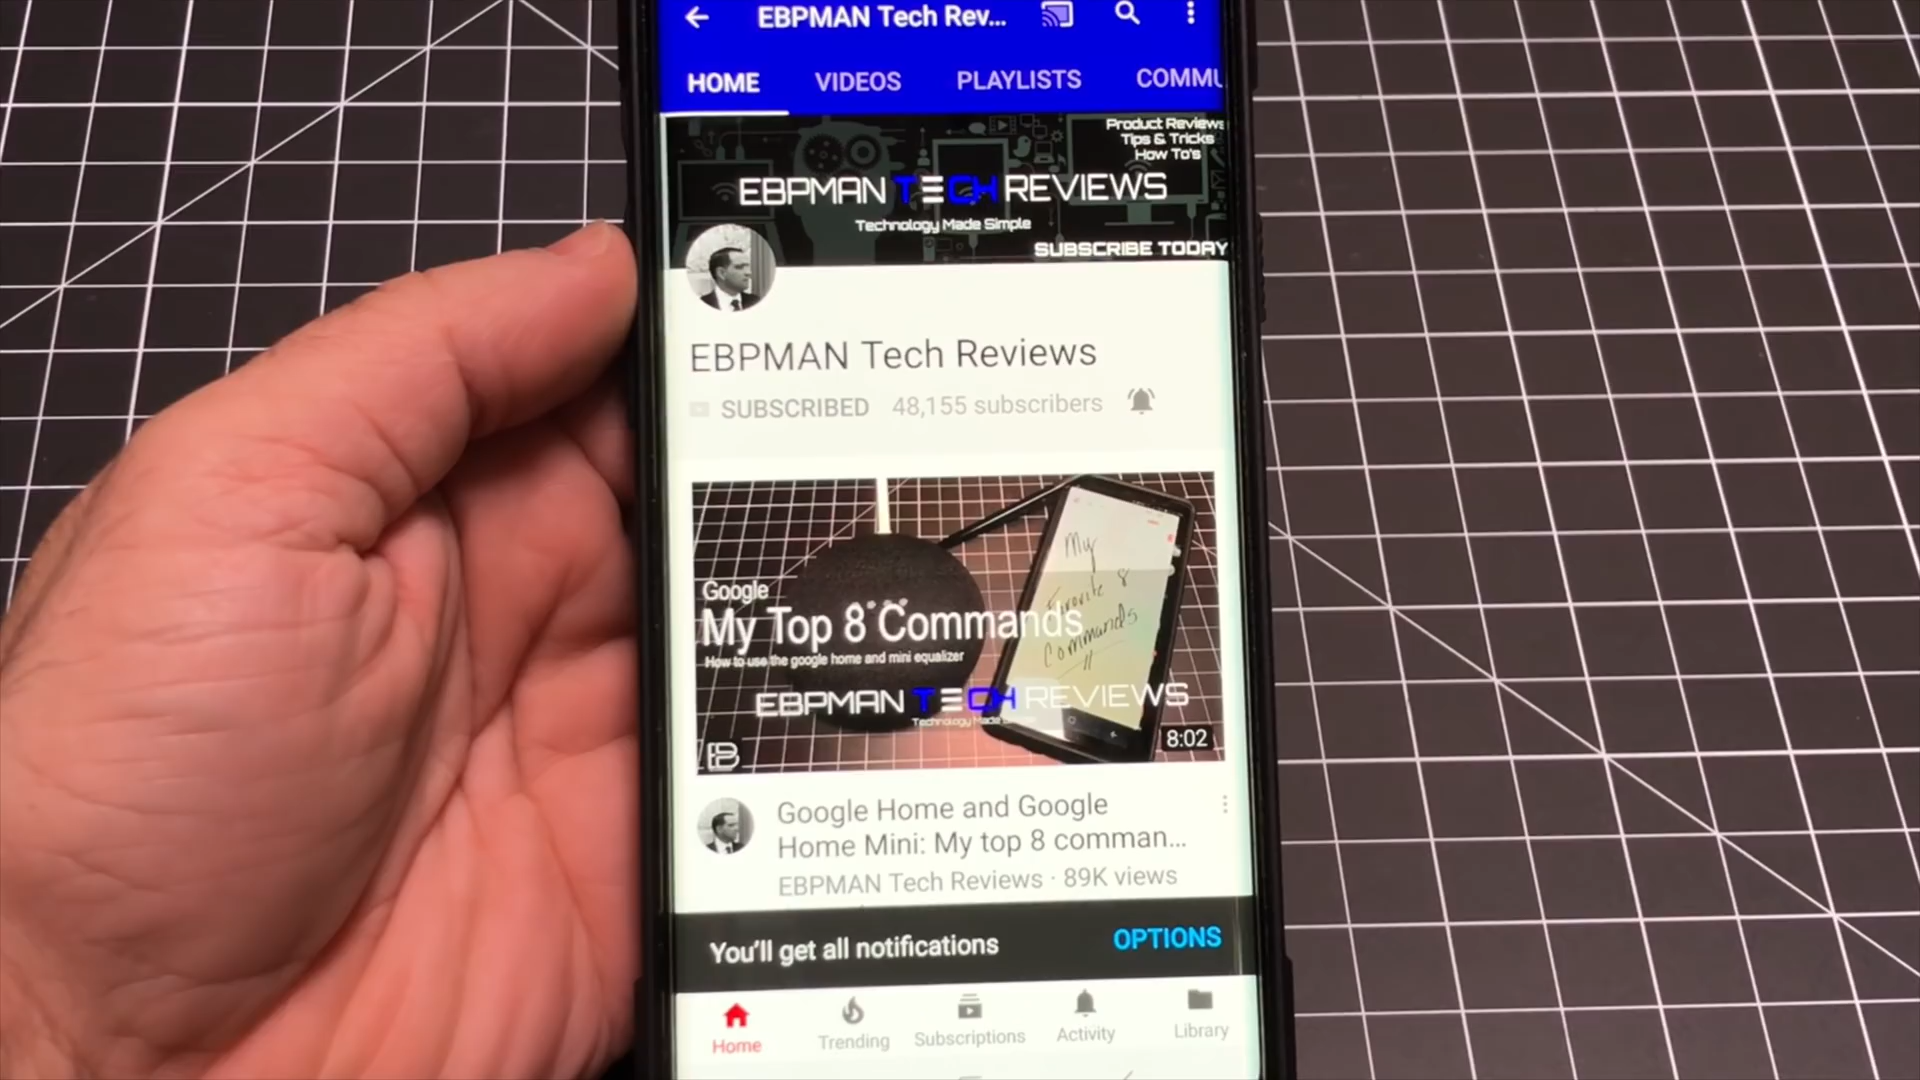 EBPMAN Tech Rev...
HOME VIDEOS PLAYLISTS COMMU
Product Reviews
Tips & Tricks
How To's
EBPMAN TECH REVIEWS
Technology Made Simple
SUBSCRIBE TODAY
EBPMAN Tech Reviews
SUBSCRIBED 48,155 subscribers
My
Favorite 8
Commands
Google
My Top 8 Commands
How to use the google home and mini equalizer
EBPMAN TECH REVIEWS
Technology Made Simple
8:02
Google Home and Google
Home Mini: My top 8 comman...
EBPMAN Tech Reviews · 89K views
You'll get all notifications OPTIONS
Home Trending Subscriptions Activity Library